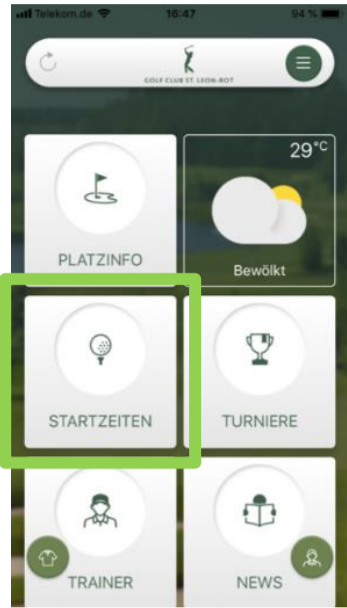 Telekom.de 16:47 94 %
GOLF CLUB ST. LEON-ROT
29°C
PLATZINFO
Bewölkt
STARTZEITEN
TURNIERE
TRAINER
NEWS